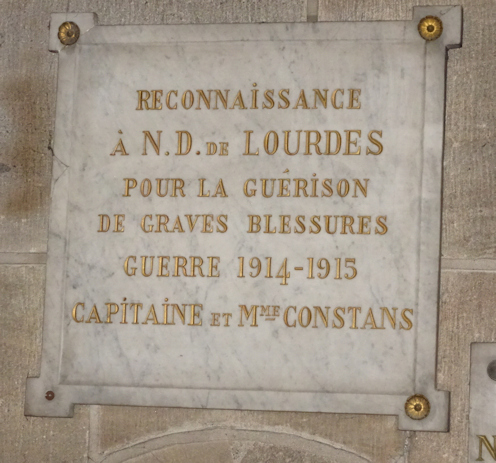 RECONNAISSANCE
À N.D. DE LOURDES
POUR LA GUÉRISON
DE GRAVES BLESSURES
GUERRE 1914-1915
CAPITAINE ET MME CONSTANS
N